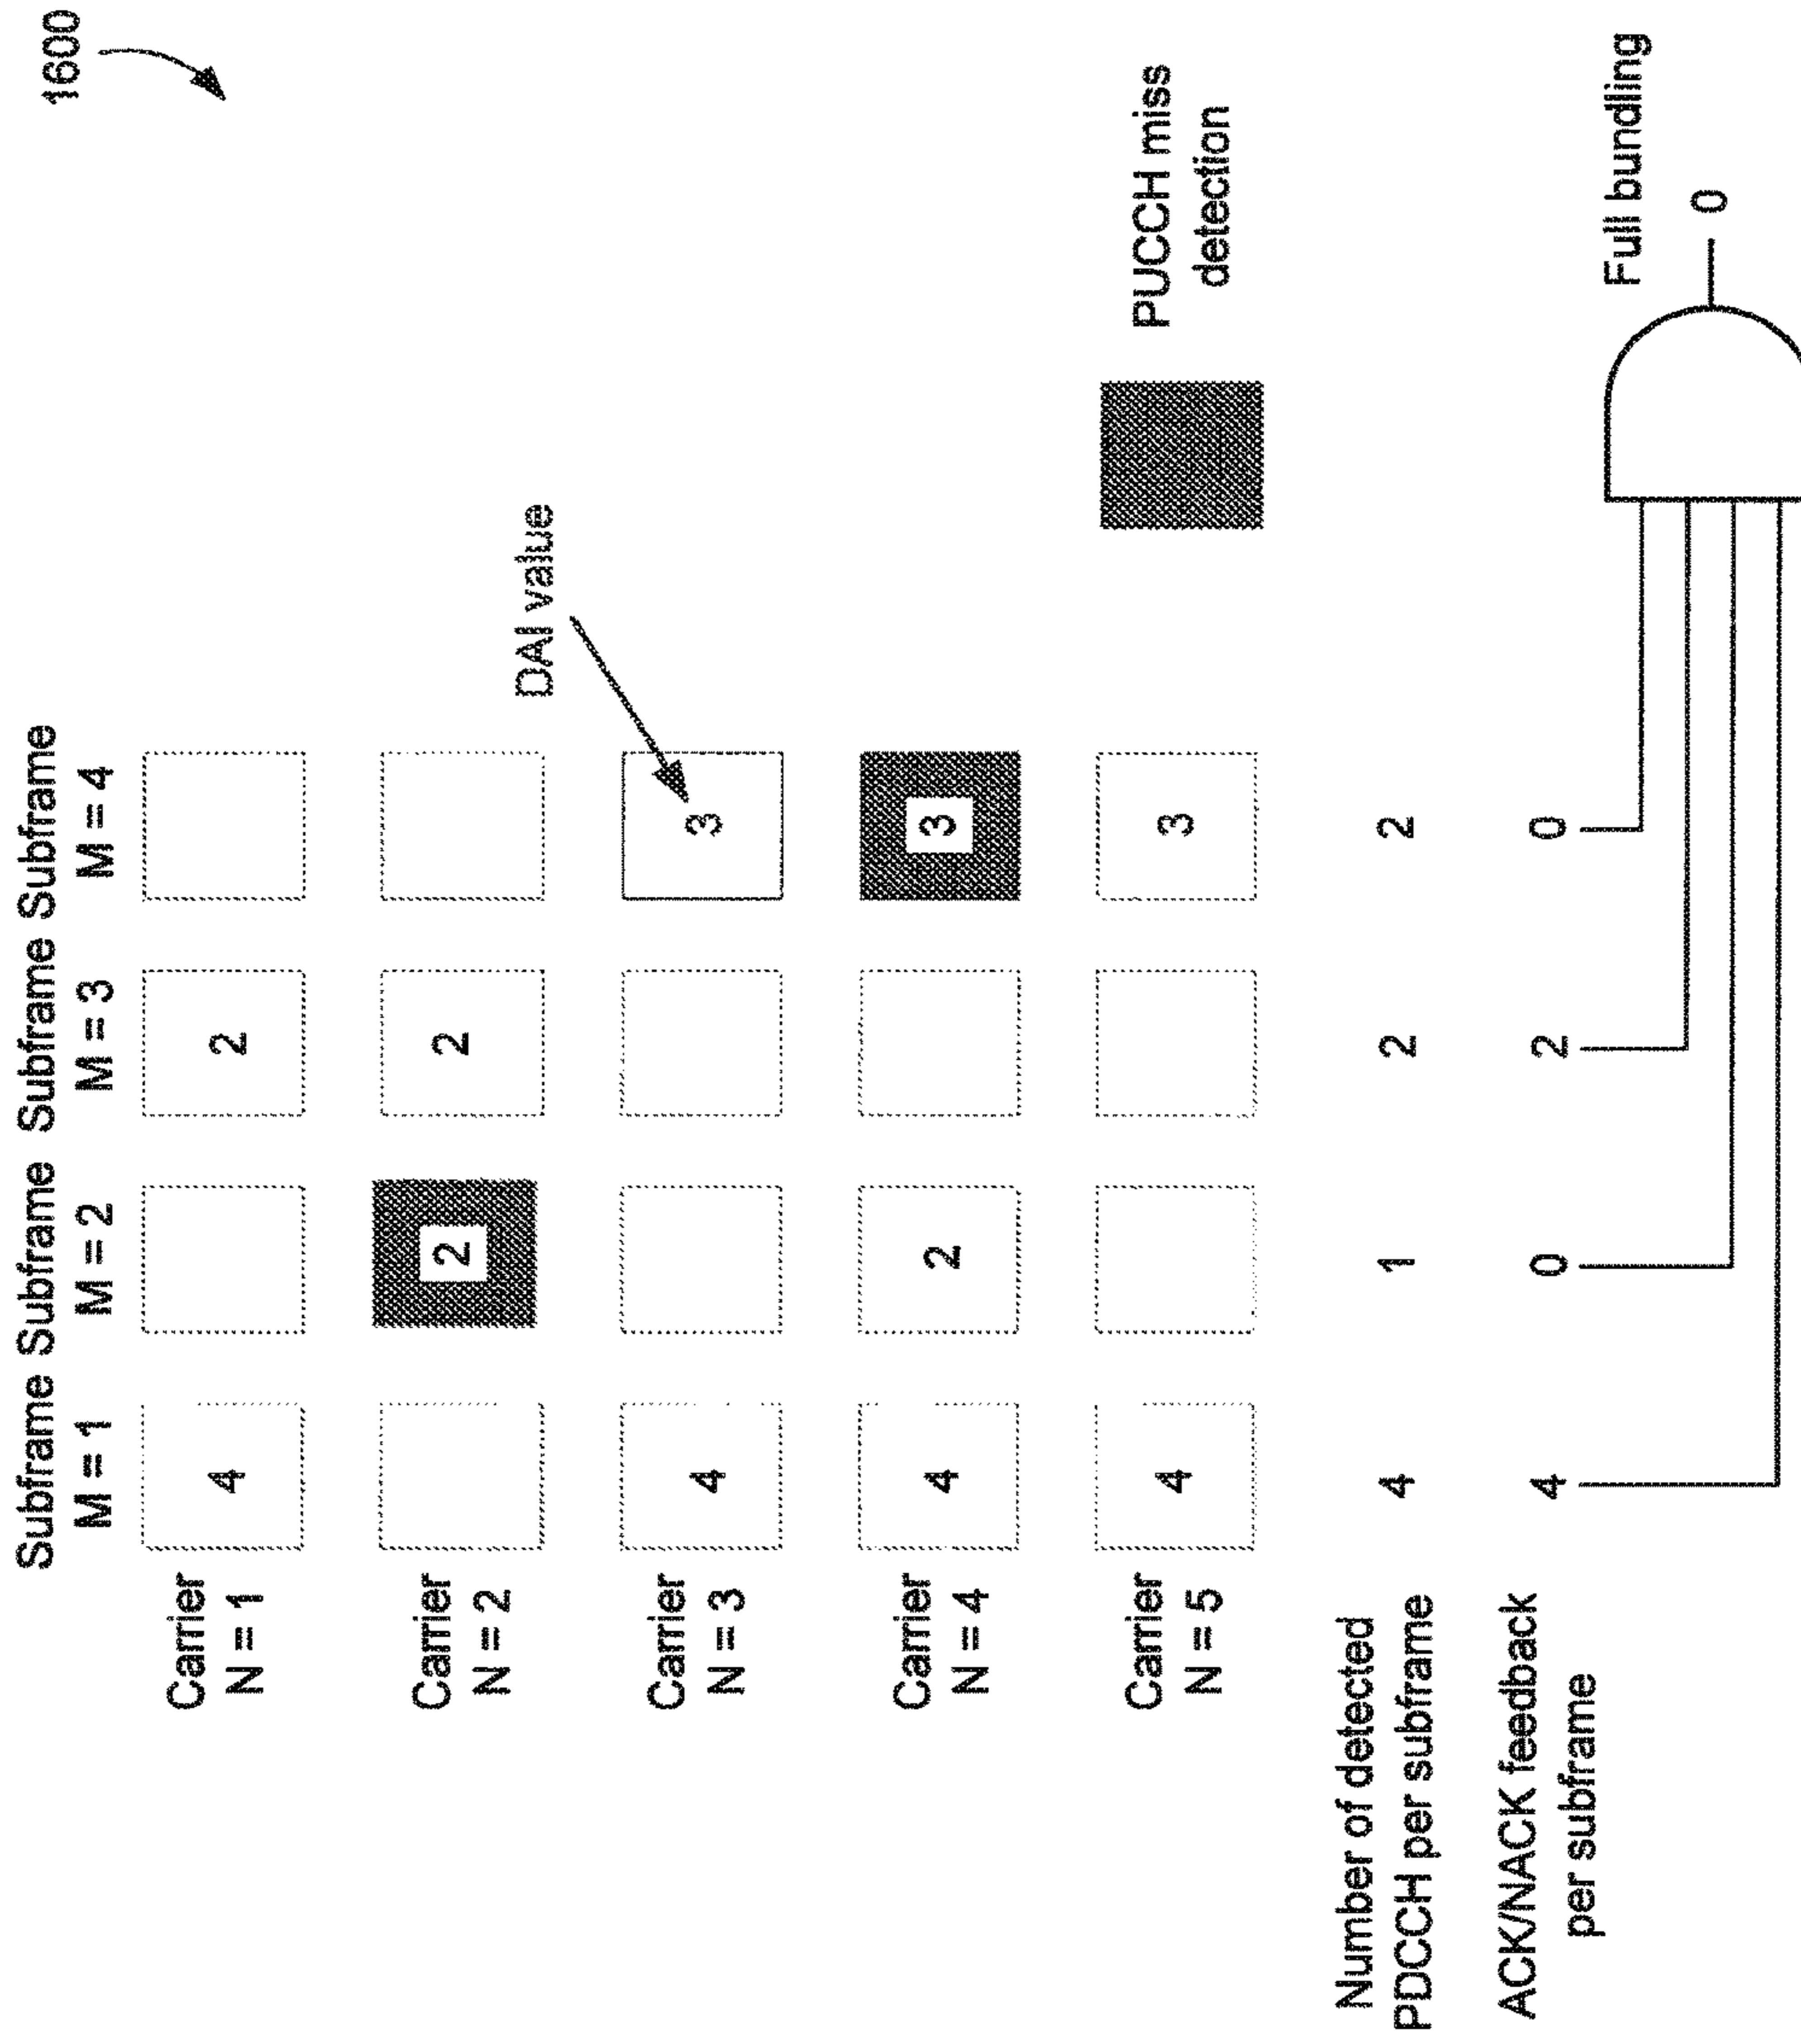 1600
Subframe Subframe Subframe Subframe
M = 1 M = 2 M = 3 M = 4
Carrier
N = 1
4 2
Carrier
N = 2
2 2
DAI value
Carrier
N = 3
4 3
Carrier
N = 4
4 2 3
Carrier
N = 5
4 3
PUCCH miss
detection
Number of detected
PDCCH per subframe
4 1 2 2
ACK/NACK feedback
per subframe
4 0 2 0
Full bundling
0